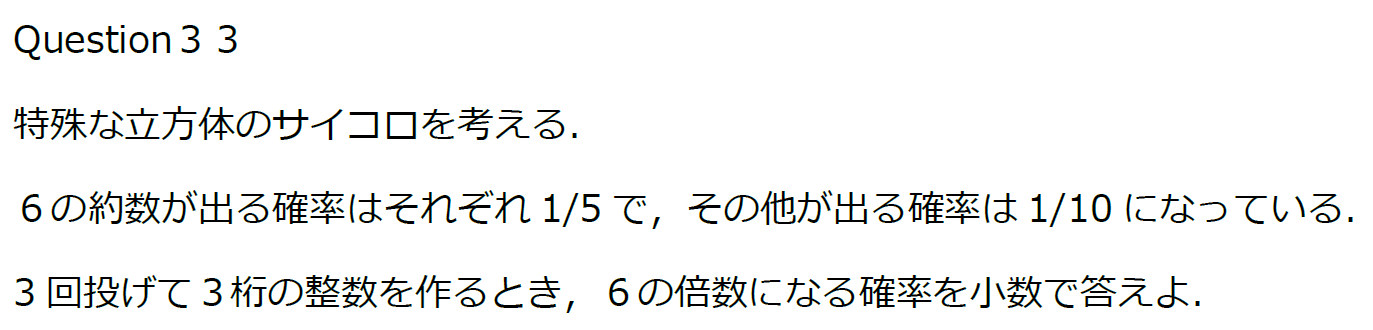 Question３３
特殊な立方体のサイコロを考える.
６の約数が出る確率はそれぞれ 1/5 で，その他が出る確率は 1/10 になっている.
3 回投げて３桁の整数を作るとき，６の倍数になる確率を小数で答えよ.